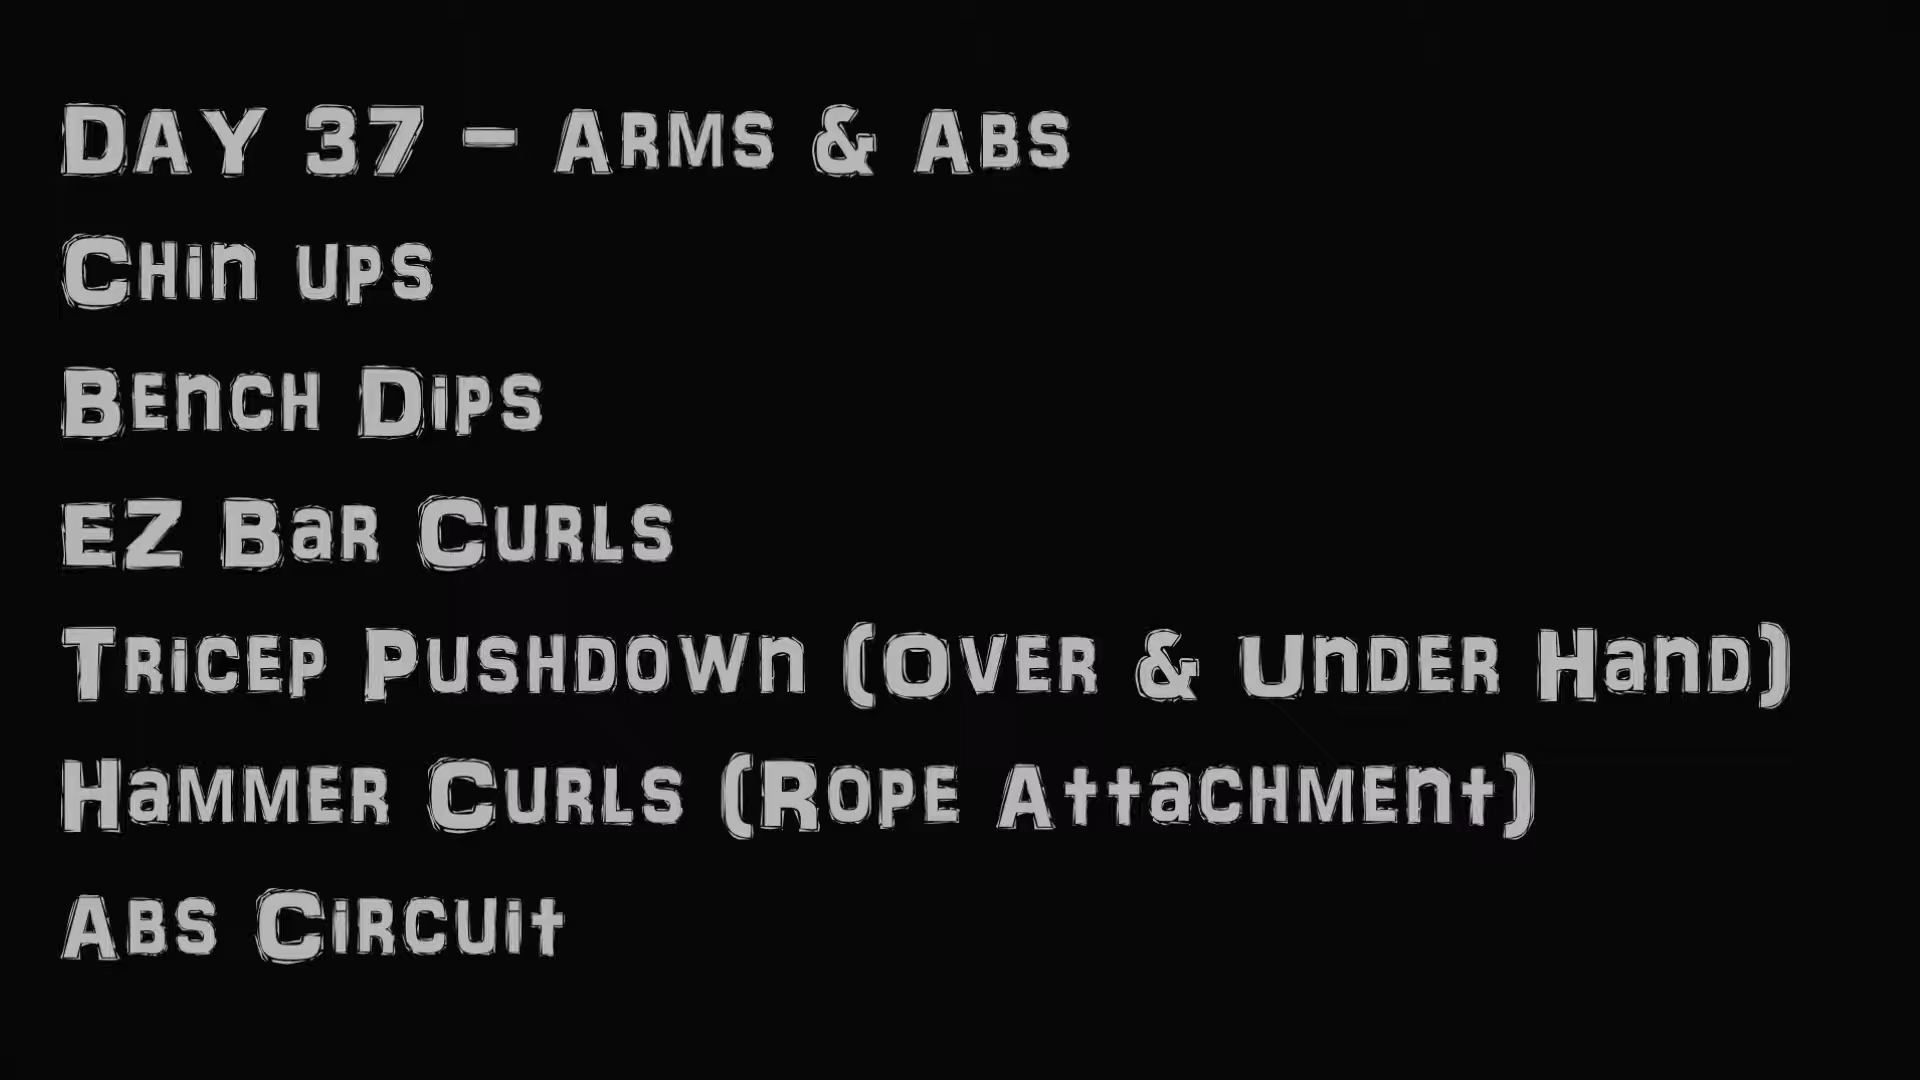 Day 37 - Arms & Abs
Chin ups
Bench Dips
EZ Bar Curls
Tricep Pushdown (Over & Under Hand)
Hammer Curls (Rope Attachment)
Abs Circuit